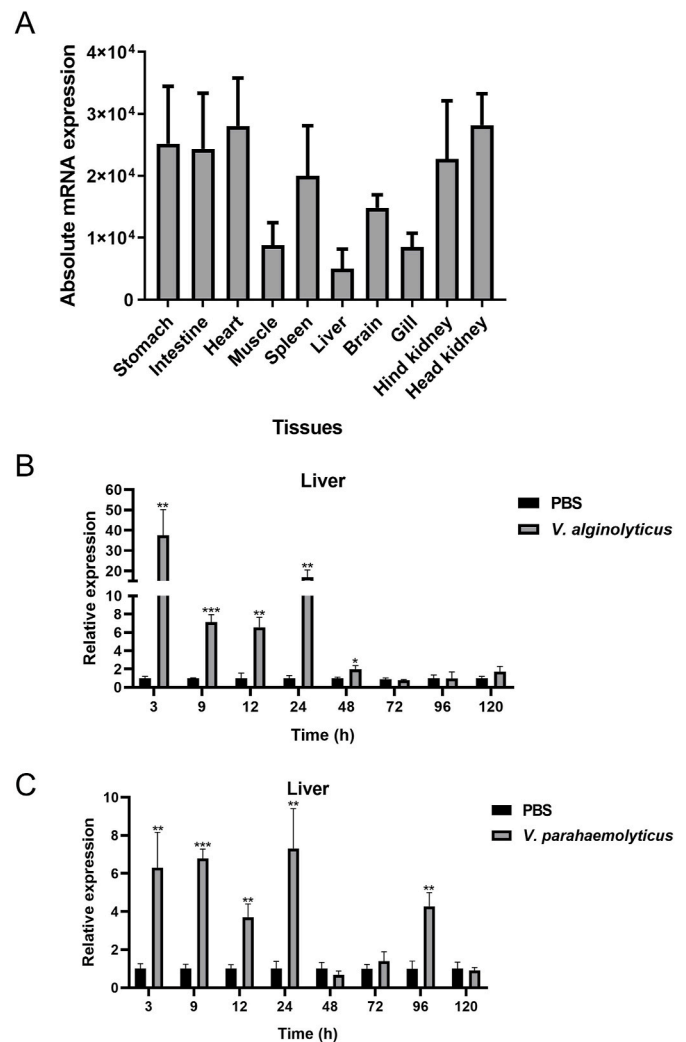 A
Absolute mRNA expression
4×10⁴
3×10⁴
2×10⁴
1×10⁴
0
Stomach
Intestine
Heart
Muscle
Spleen
Liver
Brain
Gill
Hind kidney
Head kidney
Tissues
B
Liver
Relative expression
60
50
40
30
20
10
8
6
4
2
0
**
***
**
**
*
3 9 12 24 48 72 96 120
Time (h)
PBS
V. alginolyticus
C
Liver
Relative expression
10
8
6
4
2
0
**
***
**
**
**
3 9 12 24 48 72 96 120
Time (h)
PBS
V. parahaemolyticus